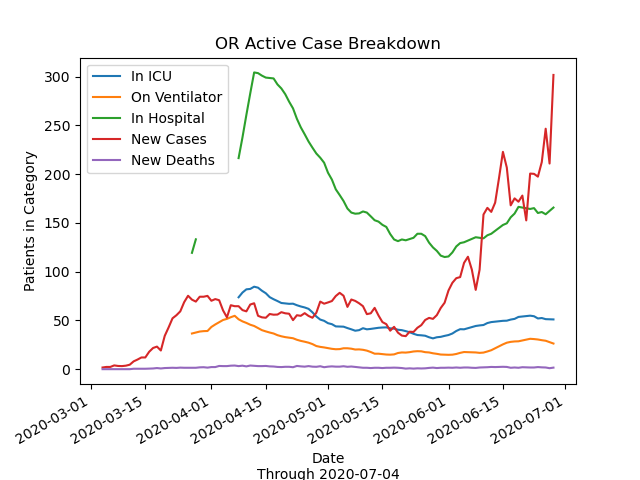 OR Active Case Breakdown
In ICU
On Ventilator
In Hospital
New Cases
New Deaths
Patients in Category
300
250
200
150
100
50
0
2020-03-01
2020-03-15
2020-04-01
2020-04-15
2020-05-01
2020-05-15
2020-06-01
2020-06-15
2020-07-01
Date
Through 2020-07-04